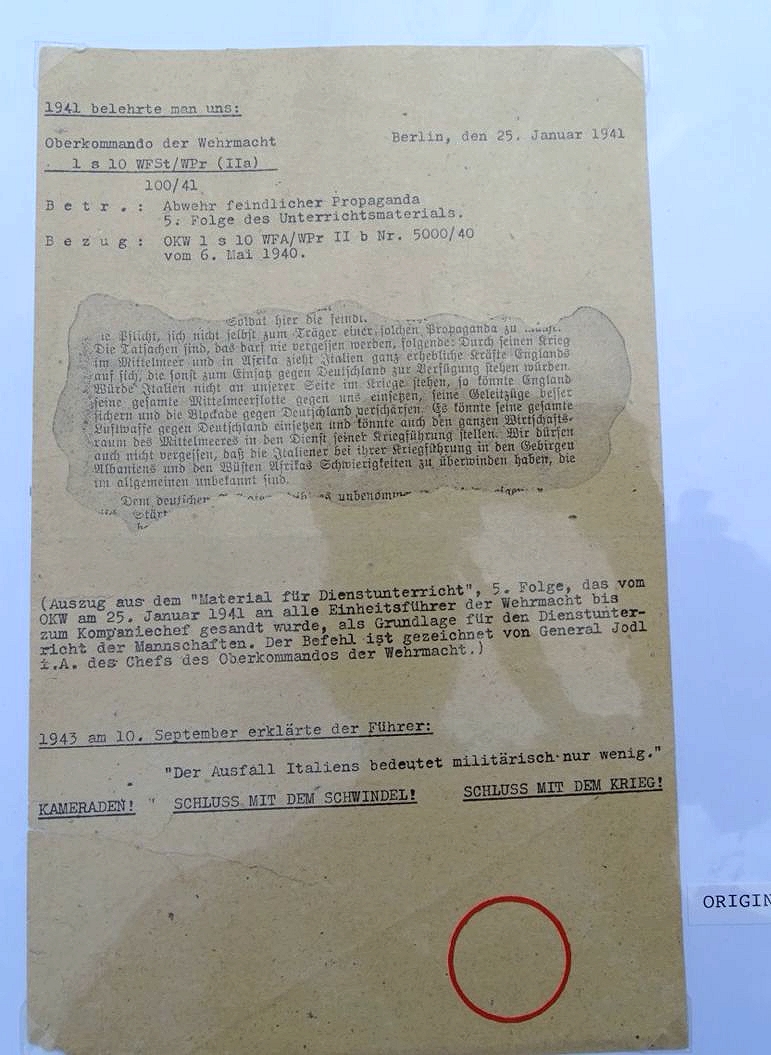 1941 belehrte man uns:
Oberkommando der Wehrmacht
Berlin, den 25. Januar 1941
1 s 10 WFSt/WPr (IIa)
100/41
B e t r . : Abwehr feindlicher Propaganda
5. Folge des Unterrichtsmaterials.
B e z u g : OKW 1 s 10 WFA/WPr II b Nr. 5000/40
vom 6. Mai 1940.
Soldat hier die feindl.
Pflicht, sich nicht selbst zum Träger einer solchen Propaganda zu
Die Tatsachen sind, das darf nie vergessen werden, folgende: Durch seinen Krieg
im Mittelmeer und in Afrika zieht Italien ganz erhebliche Kräfte Englands
auf sich, die sonst zum Einsatz gegen Deutschland zur Verfügung stehen würden.
Würde Italien nicht an unserer Seite im Kriege stehen, so könnte England
seine gesamte Mittelmeerflotte gegen uns einsetzen, seine Geleitzüge besser
sichern und die Blockade gegen Deutschland verschärfen. Es könnte seine gesamte
Luftwaffe gegen Deutschland einsetzen und könnte auch den ganzen Wirtschafts-
raum des Mittelmeeres in den Dienst seiner Kriegführung stellen. Wir dürfen
auch nicht vergessen, daß die Italiener bei ihrer Kriegführung in den Gebirgen
Albaniens und den Wüsten Afrikas Schwierigkeiten zu überwinden haben, die
im allgemeinen unbekannt sind.
Dem deutschen unbenommen
Stärk
(Auszug aus dem "Material für Dienstunterricht", 5. Folge, das vom
OKW am 25. Januar 1941 an alle Einheitsführer der Wehrmacht bis
zum Kompaniechef gesandt wurde, als Grundlage für den Dienstunter-
richt der Mannschaften. Der Befehl ist gezeichnet von General Jodl
i.A. des Chefs des Oberkommandos der Wehrmacht.)
1943 am 10. September erklärte der Führer:
"Der Ausfall Italiens bedeutet militärisch nur wenig."
KAMERADEN! SCHLUSS MIT DEM SCHWINDEL! SCHLUSS MIT DEM KRIEG!
ORIGIN